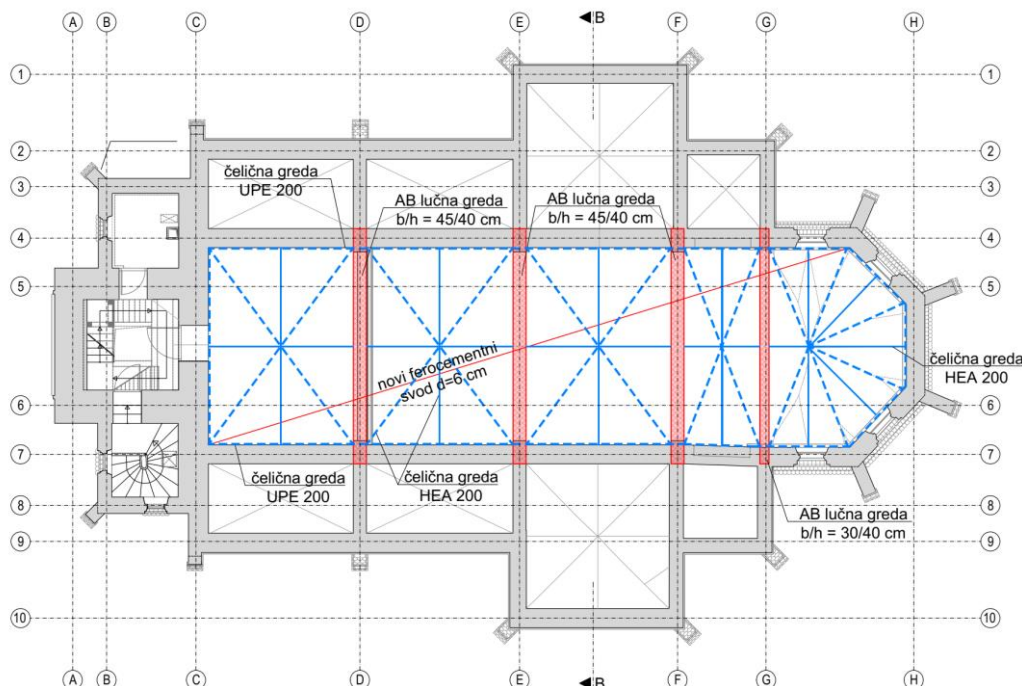 A B C D E B F G H
1 1
2 2
3 3
4 4
5 5
6 6
7 7
8 8
9 9
10 10
čelična greda
UPE 200
AB lučna greda
b/h = 45/40 cm
AB lučna greda
b/h = 45/40 cm
novi ferocementni
svod d=6 cm
čelična greda
HEA 200
čelična greda
UPE 200
čelična greda
HEA 200
AB lučna greda
b/h = 30/40 cm
A B C D E B F G H